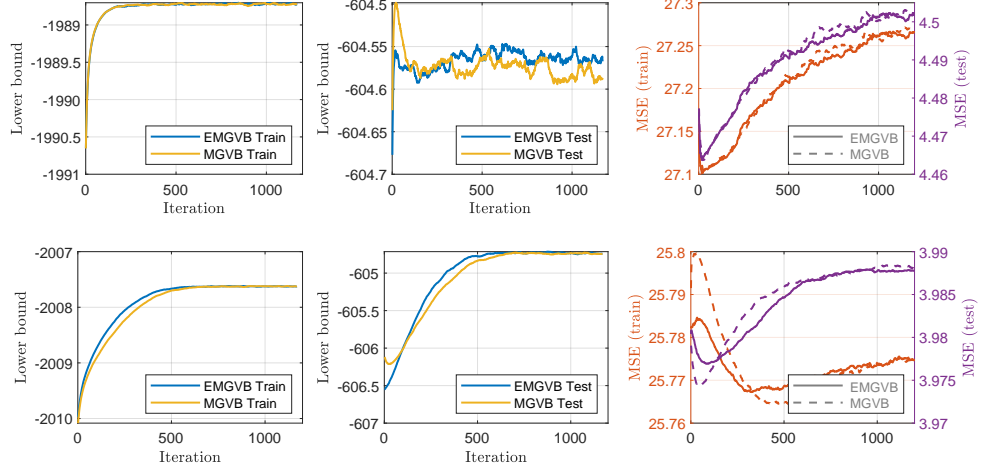 -1989
-1989.5
-1990
-1990.5
-1991
Lower bound
0
500
1000
Iteration
EMGVB Train
MGVB Train
-604.5
-604.55
-604.6
-604.65
-604.7
Lower bound
0
500
1000
Iteration
EMGVB Test
MGVB Test
27.3
27.25
27.2
27.15
27.1
MSE (train)
0
500
1000
4.5
4.49
4.48
4.47
4.46
MSE (test)
EMGVB
MGVB
-2007
-2008
-2009
-2010
Lower bound
0
500
1000
Iteration
EMGVB Train
MGVB Train
-605
-605.5
-606
-606.5
-607
Lower bound
0
500
1000
Iteration
EMGVB Test
MGVB Test
25.8
25.79
25.78
25.77
25.76
MSE (train)
0
500
1000
3.99
3.985
3.98
3.975
3.97
MSE (test)
EMGVB
MGVB